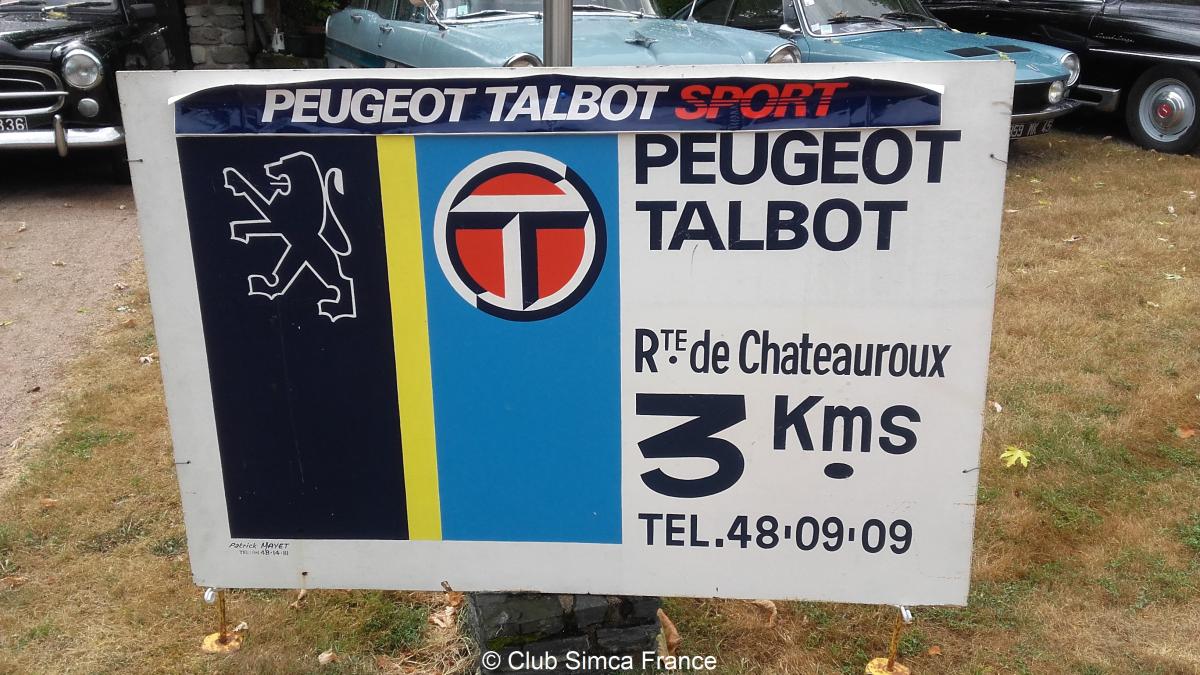 PEUGEOT TALBOT SPORT
PEUGEOT
TALBOT
RTE de Chateauroux
3 Kms
TEL.48·09·09
Patrick MAYET
© Club Simca France